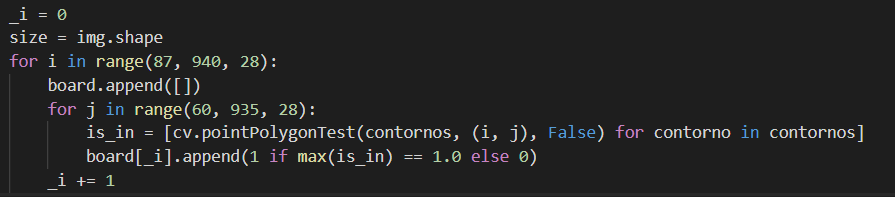 _i = 0
size = img.shape
for i in range(87, 940, 28):
    board.append([])
    for j in range(60, 935, 28):
        is_in = [cv.pointPolygonTest(contornos, (i, j), False) for contorno in contornos]
        board[_i].append(1 if max(is_in) == 1.0 else 0)
    _i += 1